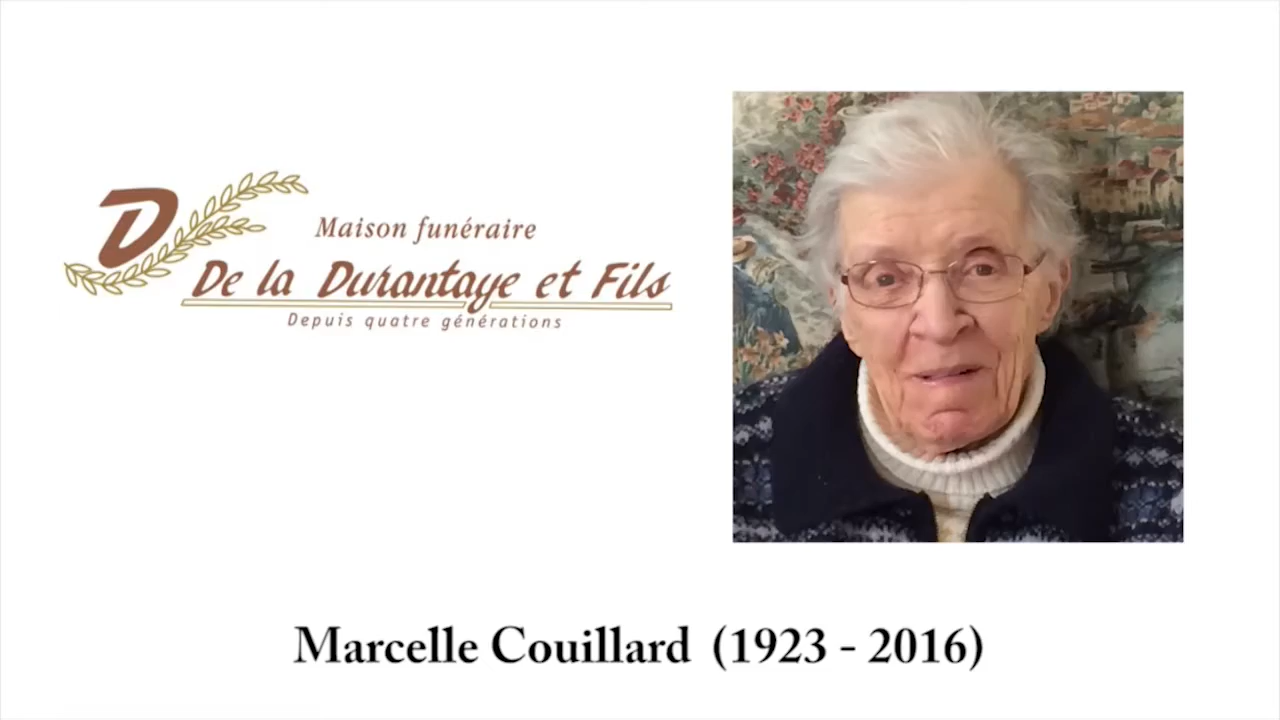 D
Maison funéraire
De la Durantaye et Fils
Depuis quatre générations
Marcelle Couillard (1923 - 2016)